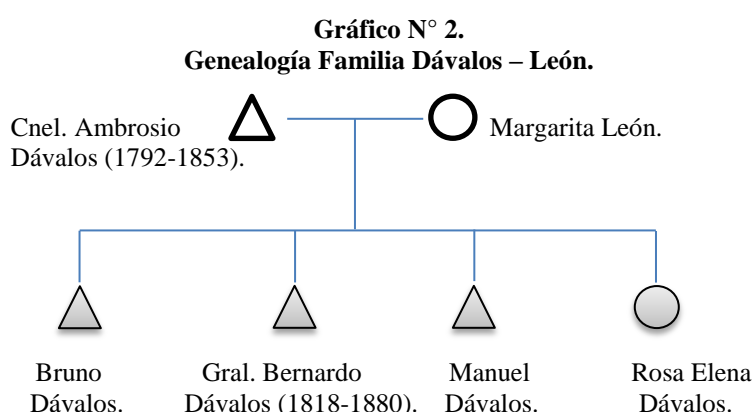 Gráfico N° 2.
Genealogía Familia Dávalos – León.
Cnel. Ambrosio
Dávalos (1792-1853).
Margarita León.
Bruno
Dávalos.
Gral. Bernardo
Dávalos (1818-1880).
Manuel
Dávalos.
Rosa Elena
Dávalos.